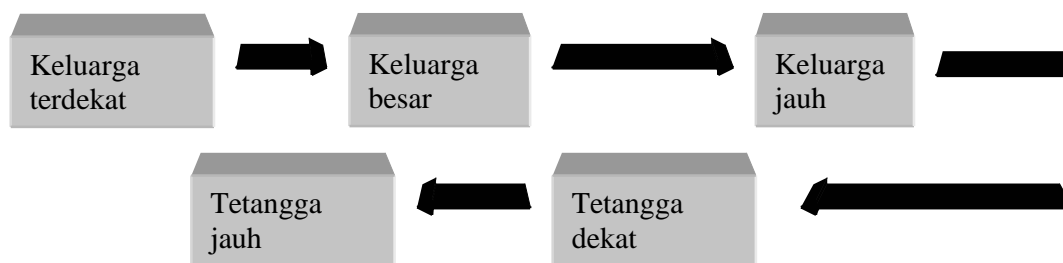 Keluarga
terdekat
Keluarga
besar
Keluarga
jauh
Tetangga
jauh
Tetangga
dekat